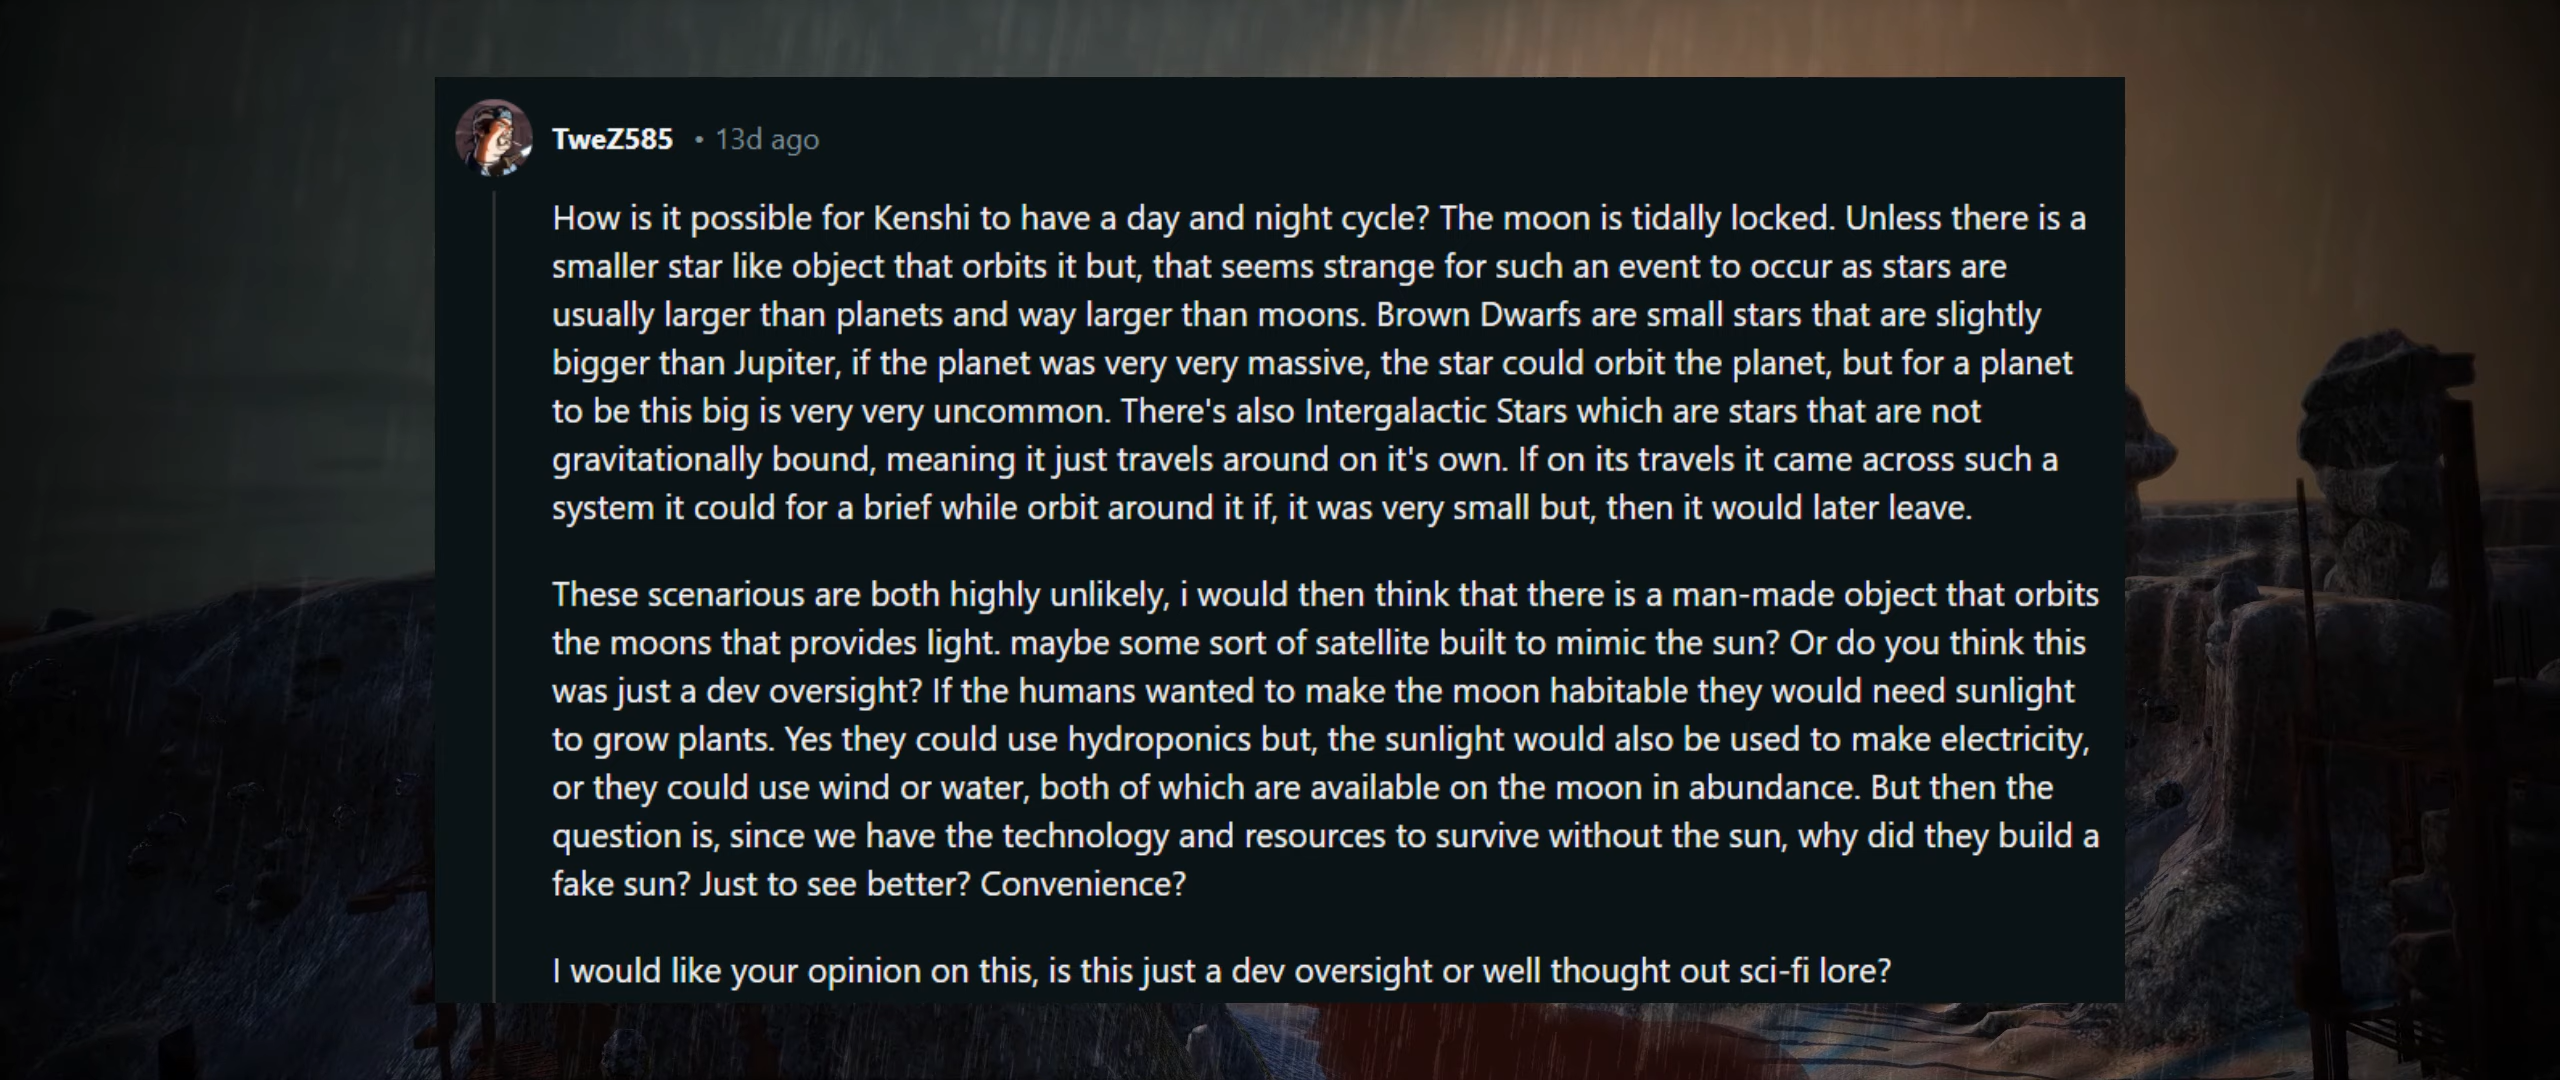 TweZ585 • 13d ago
How is it possible for Kenshi to have a day and night cycle? The moon is tidally locked. Unless there is a
smaller star like object that orbits it but, that seems strange for such an event to occur as stars are
usually larger than planets and way larger than moons. Brown Dwarfs are small stars that are slightly
bigger than Jupiter, if the planet was very very massive, the star could orbit the planet, but for a planet
to be this big is very very uncommon. There's also Intergalactic Stars which are stars that are not
gravitationally bound, meaning it just travels around on it's own. If on its travels it came across such a
system it could for a brief while orbit around it if, it was very small but, then it would later leave.
These scenarious are both highly unlikely, i would then think that there is a man-made object that orbits
the moons that provides light. maybe some sort of satellite built to mimic the sun? Or do you think this
was just a dev oversight? If the humans wanted to make the moon habitable they would need sunlight
to grow plants. Yes they could use hydroponics but, the sunlight would also be used to make electricity,
or they could use wind or water, both of which are available on the moon in abundance. But then the
question is, since we have the technology and resources to survive without the sun, why did they build a
fake sun? Just to see better? Convenience?
I would like your opinion on this, is this just a dev oversight or well thought out sci-fi lore?